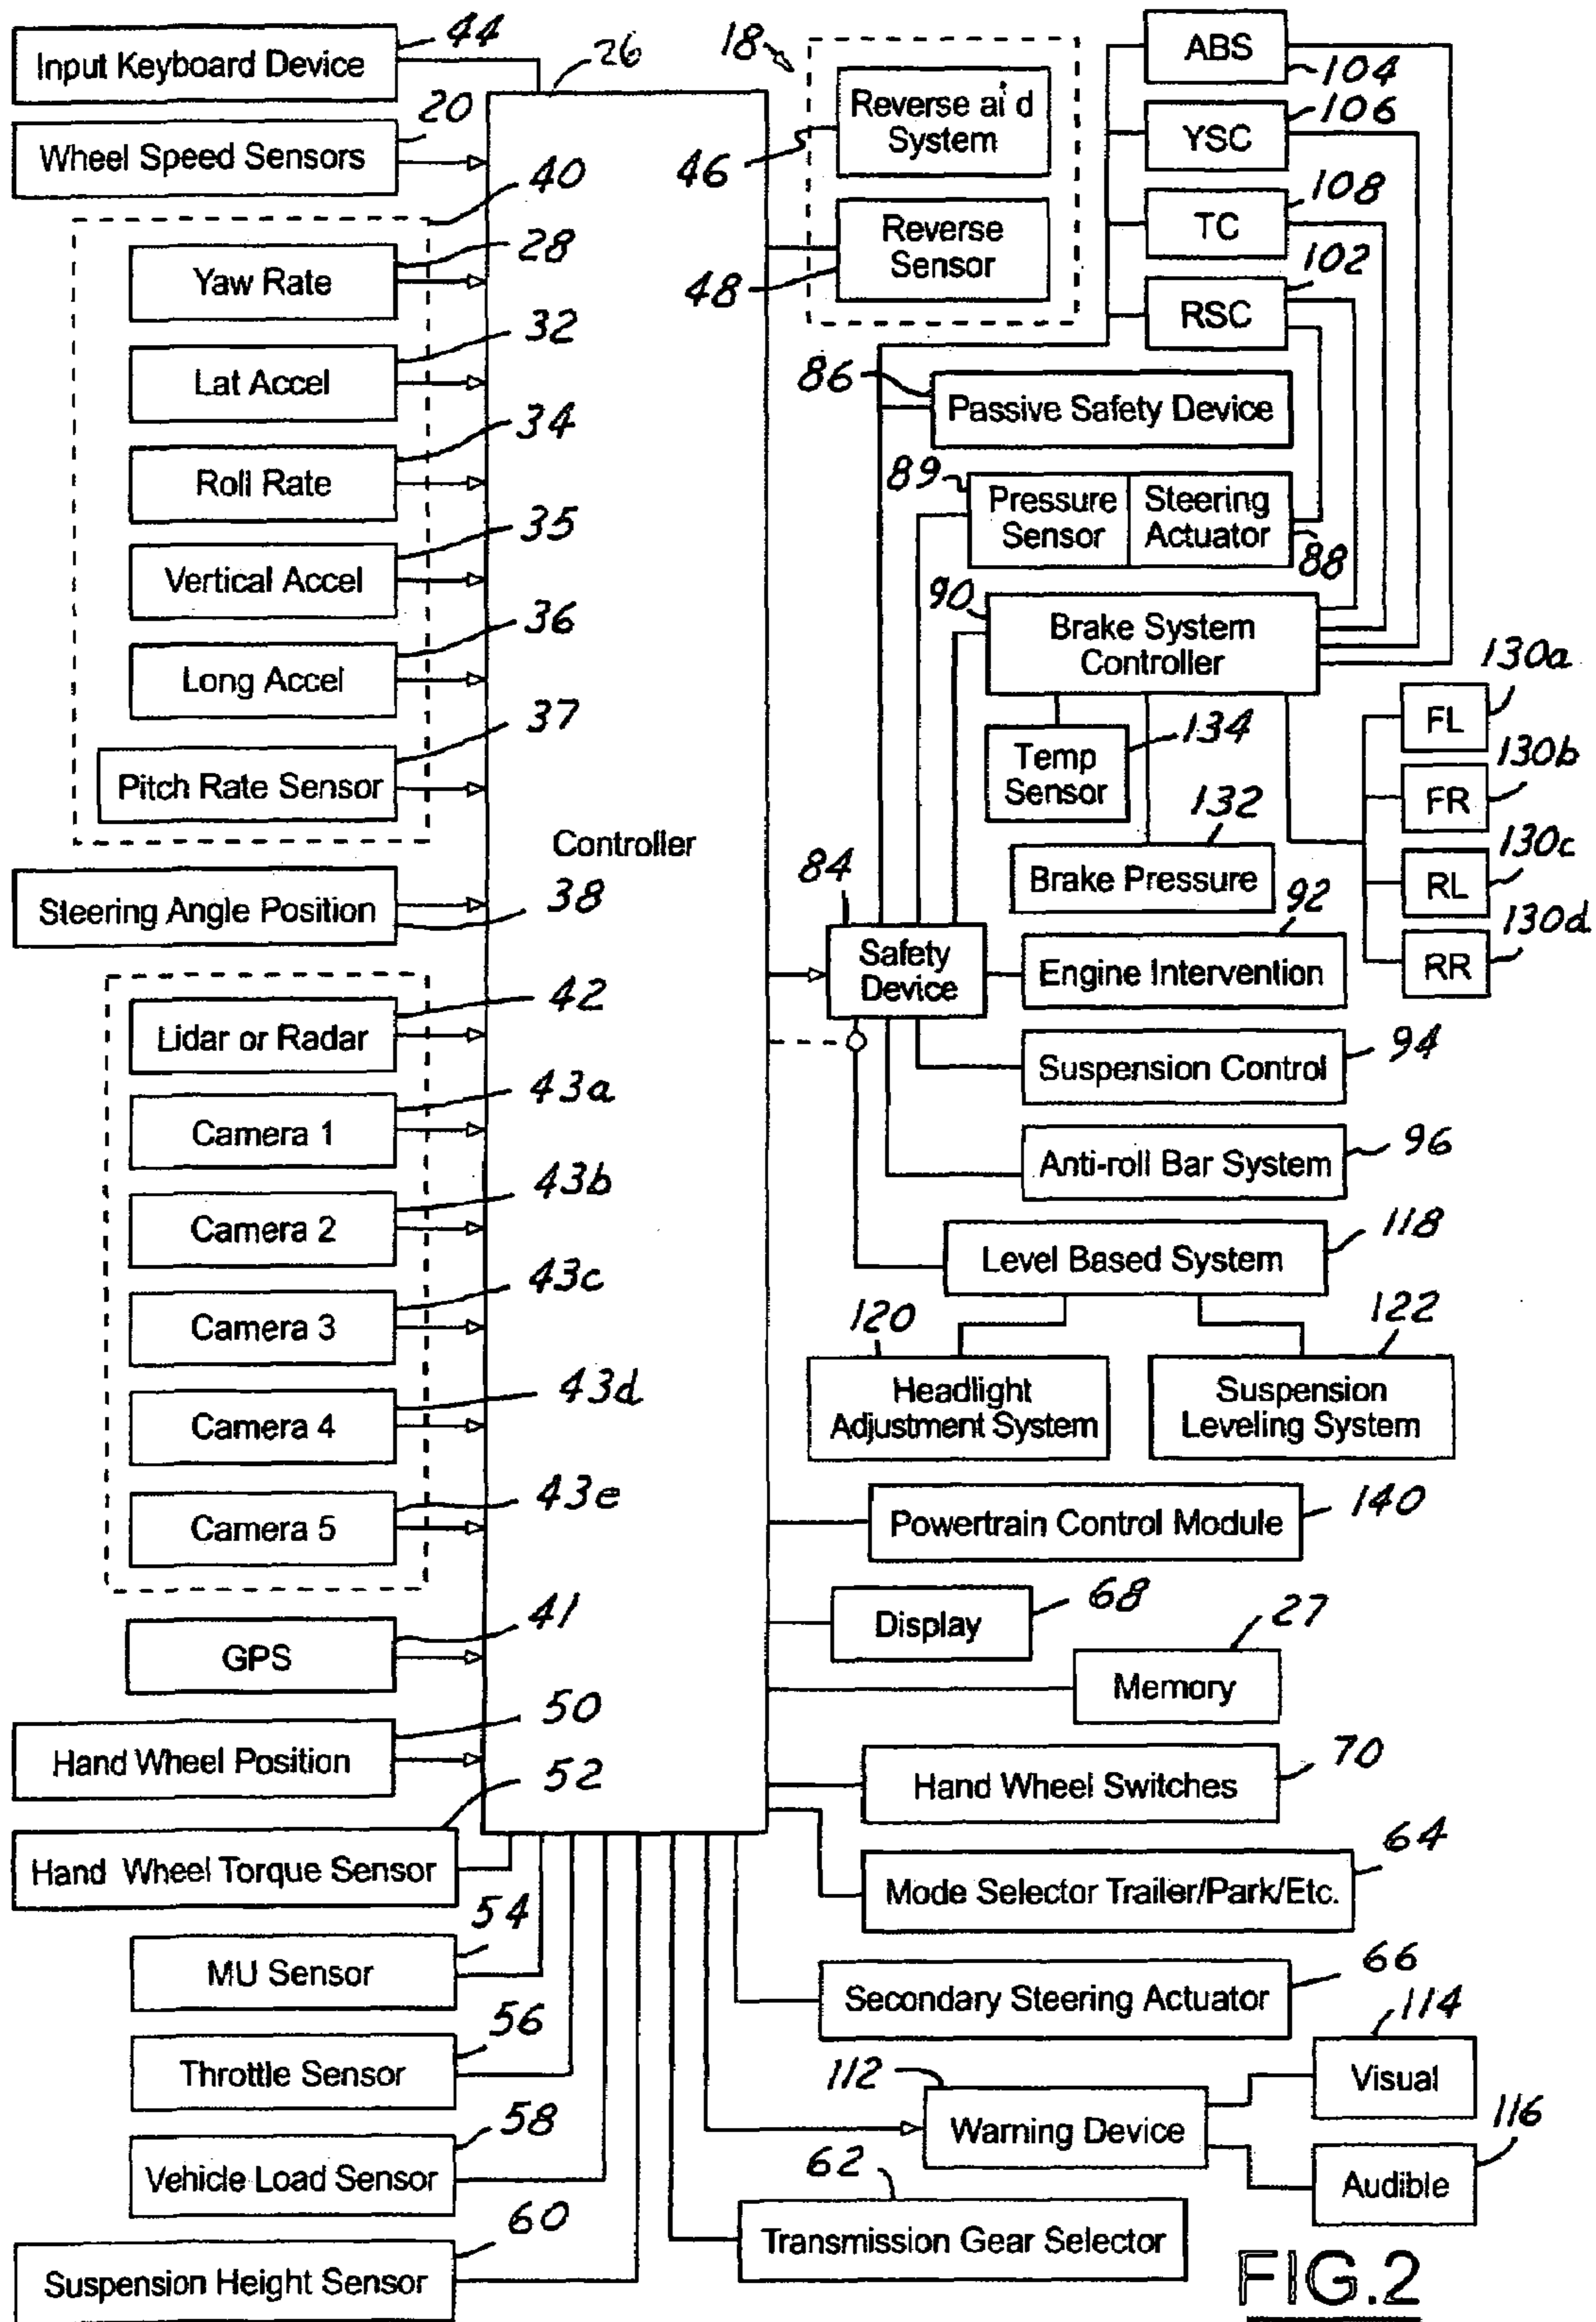 Input Keyboard Device
44
26
Wheel Speed Sensors
20
40
Yaw Rate
28
Lat Accel
32
Roll Rate
34
Vertical Accel
35
Long Accel
36
Pitch Rate Sensor
37
Controller
Steering Angle Position
38
Lidar or Radar
42
Camera 1
43a
Camera 2
43b
Camera 3
43c
Camera 4
43d
Camera 5
43e
GPS
41
Hand Wheel Position
50
52
Hand Wheel Torque Sensor
54
MU Sensor
56
Throttle Sensor
58
Vehicle Load Sensor
60
Suspension Height Sensor
18
Reverse aid
System
46
Reverse
Sensor
48
ABS
104
YSC
106
TC
108
RSC
102
86
Passive Safety Device
89
Pressure
Sensor
Steering
Actuator
88
90
Brake System
Controller
Temp
Sensor
134
132
Brake Pressure
130a
FL
130b
FR
130c
RL
130d
RR
84
Safety
Device
92
Engine Intervention
94
Suspension Control
96
Anti-roll Bar System
118
Level Based System
120
Headlight
Adjustment System
122
Suspension
Leveling System
Powertrain Control Module
140
Display
68
27
Memory
Hand Wheel Switches
70
64
Mode Selector Trailer/Park/Etc.
66
Secondary Steering Actuator
112
Warning Device
114
Visual
116
Audible
62
Transmission Gear Selector
FIG.2